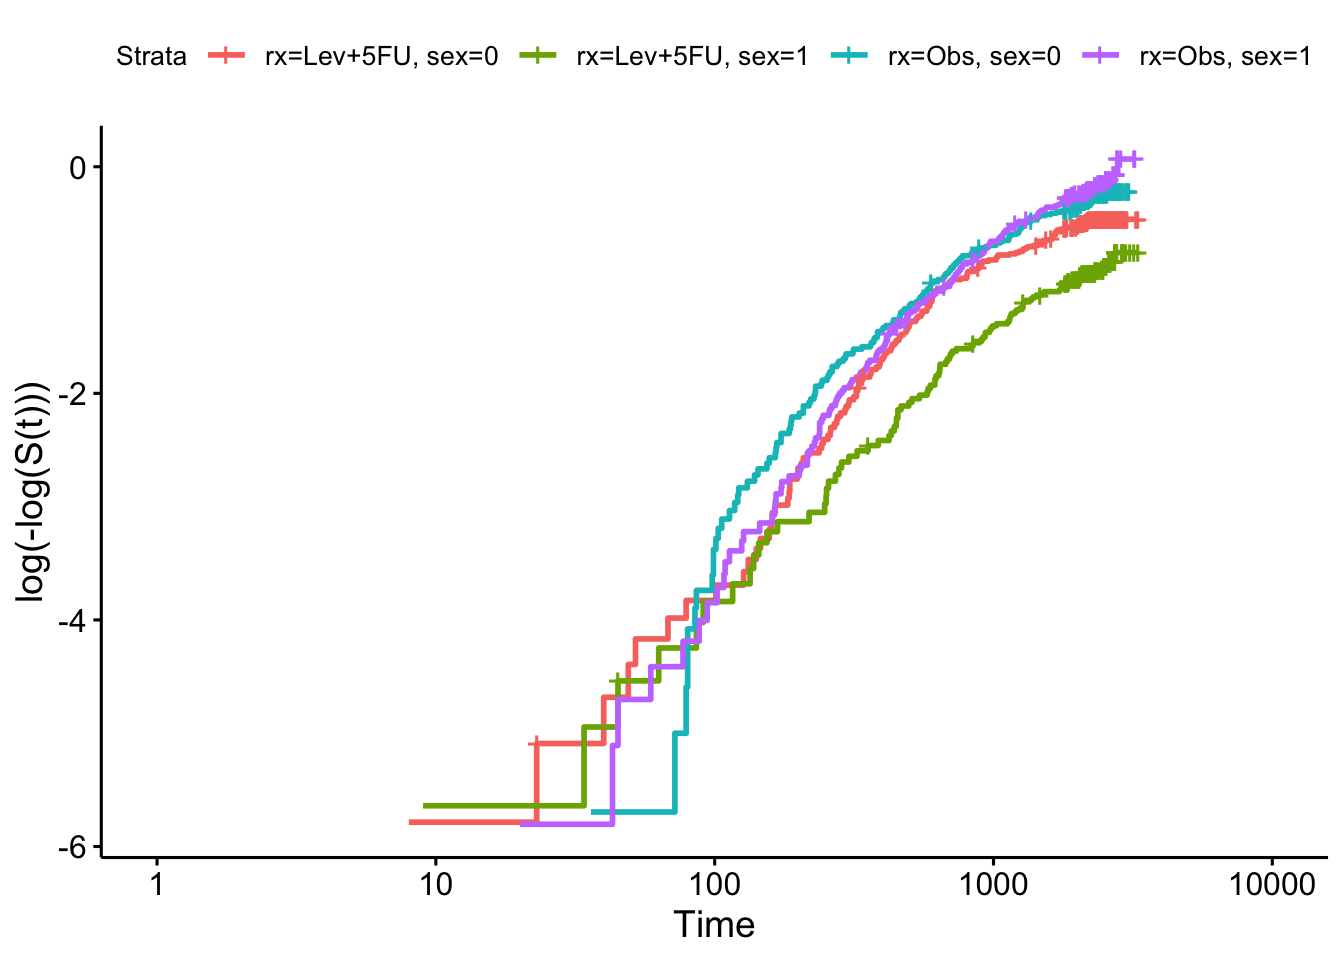 Strata rx=Lev+5FU, sex=0 rx=Lev+5FU, sex=1 rx=Obs, sex=0 rx=Obs, sex=1
0
-2
-4
-6
log(-log(S(t)))
1 10 100 1000 10000
Time